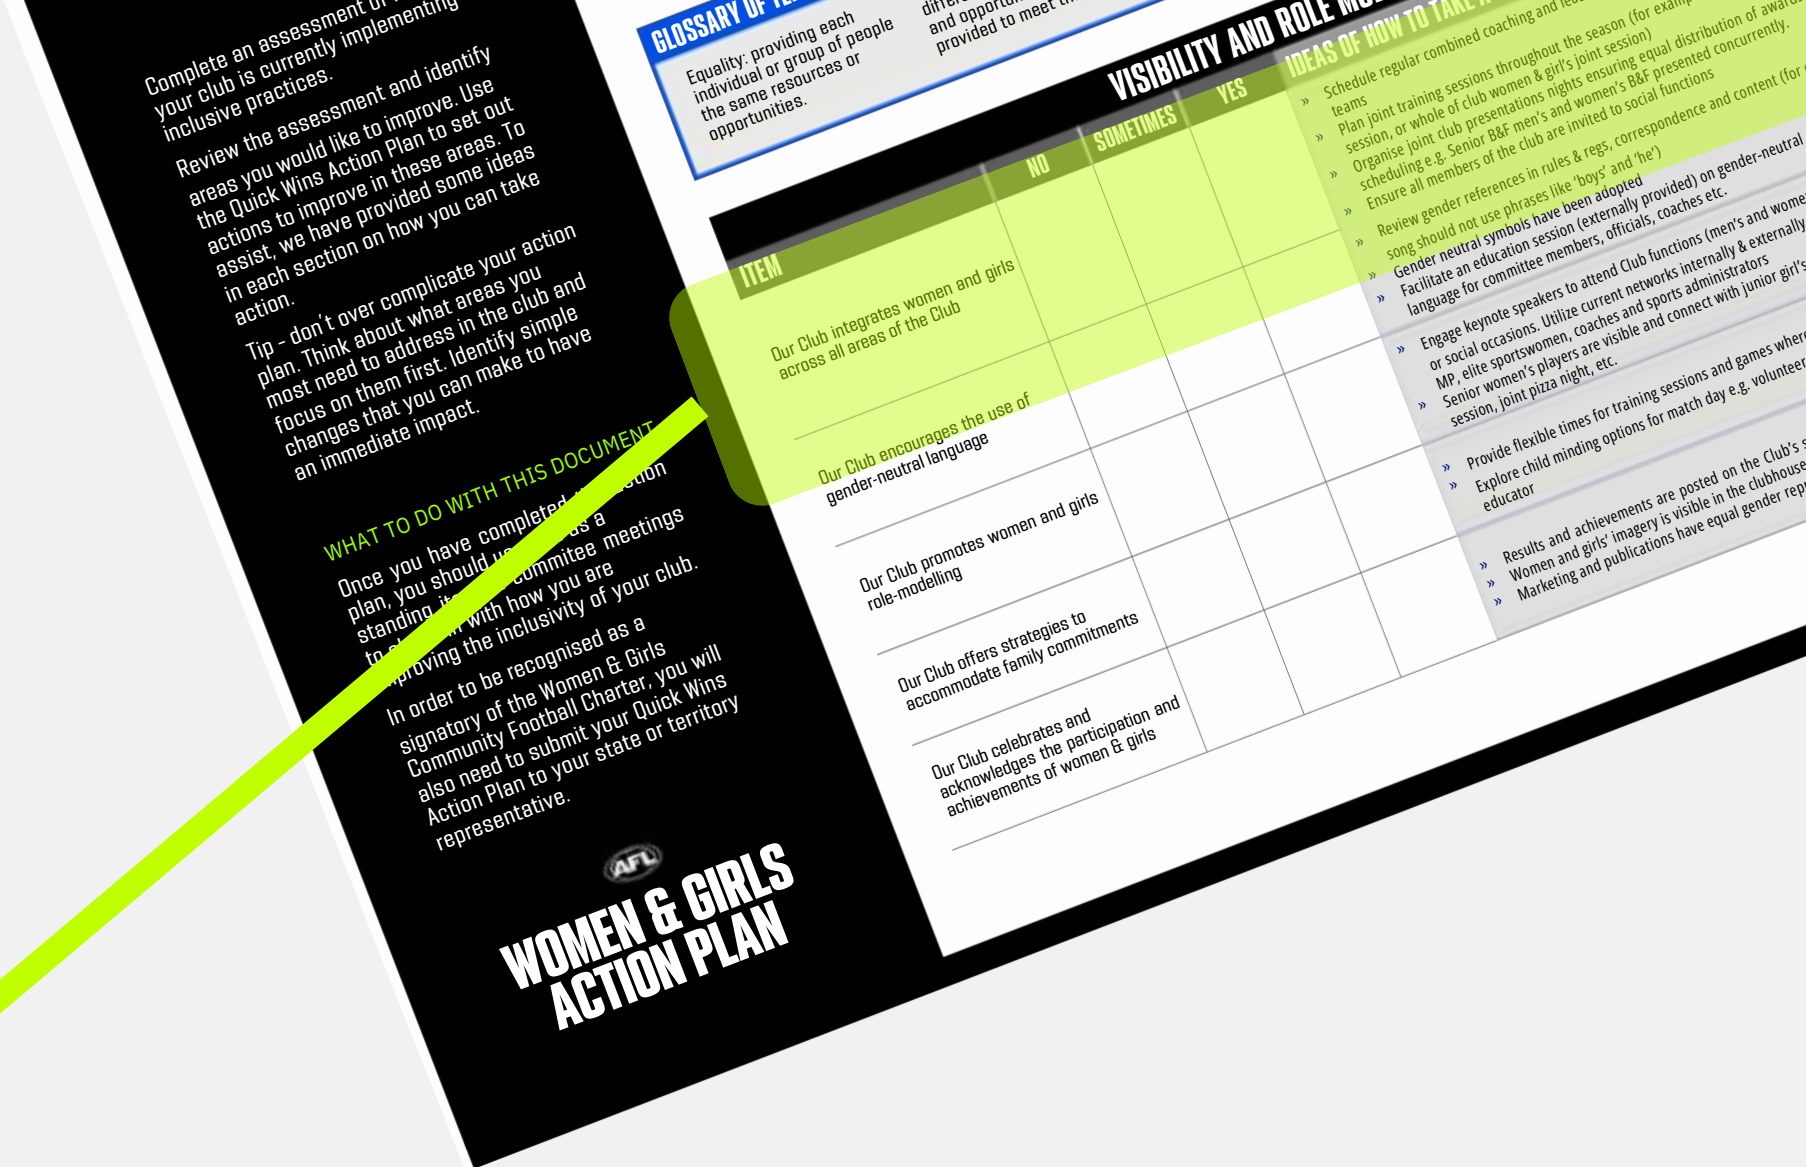 Complete an assessment of
your club is currently implementing
inclusive practices.
Review the assessment and identify
areas you would like to improve. Use
the Quick Wins Action Plan to set out
actions to improve in these areas. To
assist, we have provided some ideas
in each section on how you can take
action.
Tip - don't over complicate your action
plan. Think about what areas you
most need to address in the club and
focus on them first. Identify simple
changes that you can make to have
an immediate impact.
WHAT TO DO WITH THIS DOCUMENT
Once you have completed
plan, you should as a
standing commitee meetings
with how you are
the inclusivity of your club.
In order to be recognised as a
signatory of the Women & Girls
Community Football Charter, you will
also need to submit your Quick Wins
Action Plan to your state or territory
representative.
AFL
WOMEN & GIRLS
ACTION PLAN
GLOSSARY OF
Equality: providing each
individual or group of people
the same resources or
opportunities.
and
provided to meet
VISIBILITY AND ROLE
ITEM NO SOMETIMES YES IDEAS OF HOW TO TAKE
Our Club integrates women and girls
across all areas of the Club
» Schedule regular combined coaching and
teams
» Plan joint training sessions throughout the season (for
session, or whole of club women & girl's joint session)
» Organise joint club presentations nights ensuring equal distribution of
scheduling e.g. Senior B&F men's and women's B&F presented concurrently.
» Ensure all members of the club are invited to social functions
Our Club encourages the use of
gender-neutral language
» Review gender references in rules & regs, correspondence and content (for
song should not use phrases like 'boys' and 'he')
» Gender neutral symbols have been adopted
» Facilitate an education session (externally provided) on gender-neutral
language for committee members, officials, coaches etc.
Our Club promotes women and girls
role-modelling
» Engage keynote speakers to attend Club functions (men's and
or social occasions. Utilize current networks internally & externally
MP, elite sportswomen, coaches and sports administrators
» Senior women's players are visible and connect with junior girl's
session, joint pizza night, etc.
Our Club offers strategies to
accommodate family commitments
» Provide flexible times for training sessions and games
» Explore child minding options for match day e.g. volunteer
educator
Our Club celebrates and
acknowledges the participation and
achievements of women & girls
» Results and achievements are posted on the Club's
» Women and girls' imagery is visible in the clubhouse
» Marketing and publications have equal gender